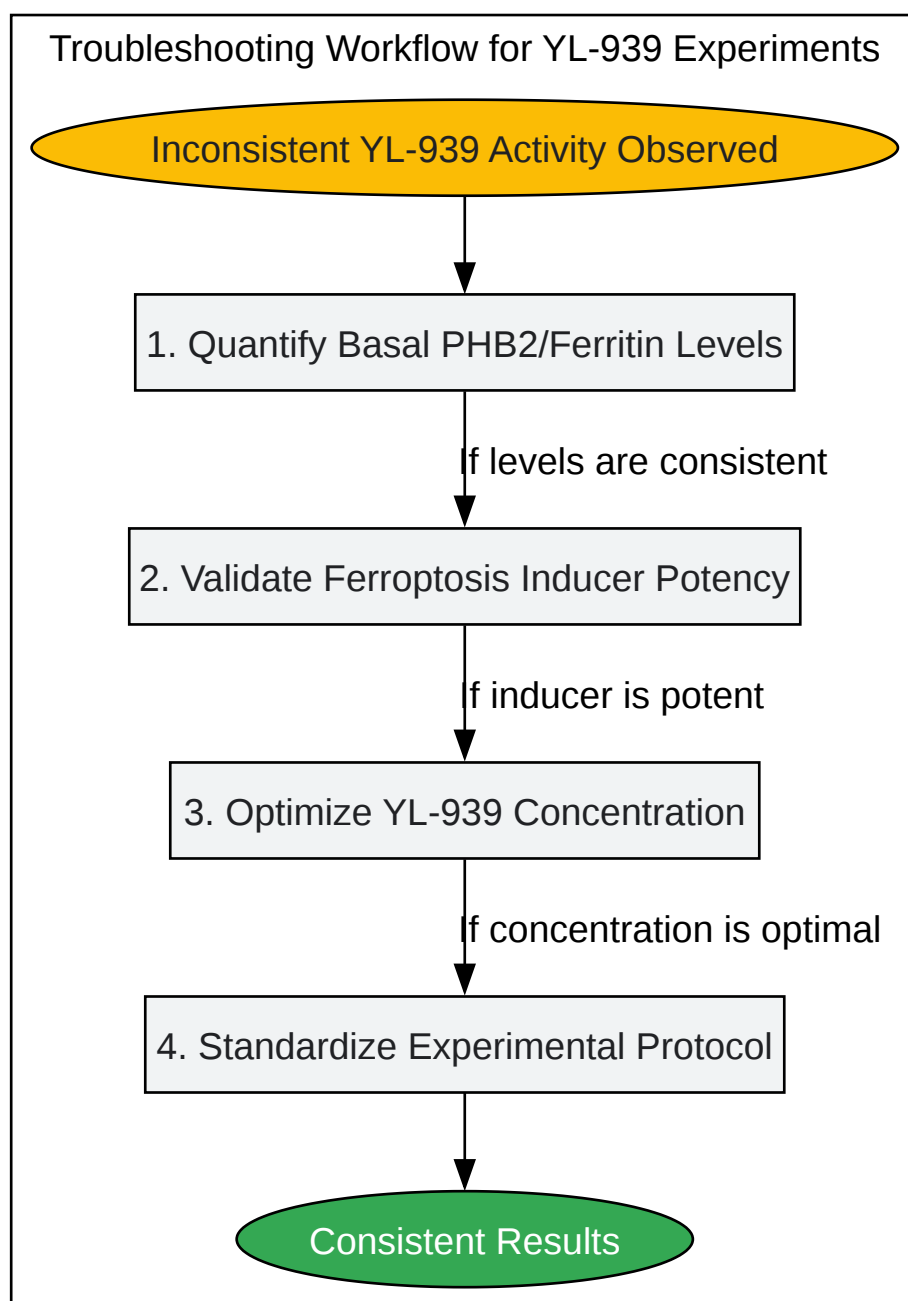 Troubleshooting Workflow for YL-939 Experiments
Inconsistent YL-939 Activity Observed
1. Quantify Basal PHB2/Ferritin Levels
If levels are consistent
2. Validate Ferroptosis Inducer Potency
If inducer is potent
3. Optimize YL-939 Concentration
If concentration is optimal
4. Standardize Experimental Protocol
Consistent Results